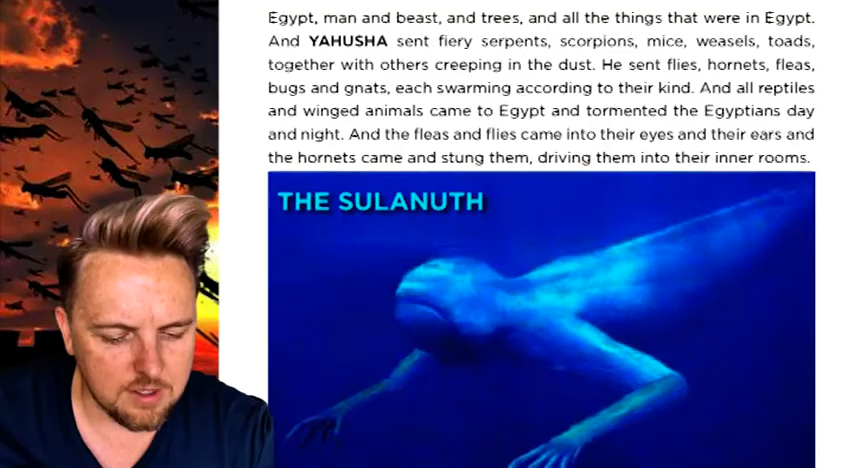 Egypt, man and beast, and trees, and all the things that were in Egypt.
And YAHUSHA sent fiery serpents, scorpions, mice, weasels, toads,
together with others creeping in the dust. He sent flies, hornets, fleas,
bugs and gnats, each swarming according to their kind. And all reptiles
and winged animals came to Egypt and tormented the Egyptians day
and night. And the fleas and flies came into their eyes and their ears and
the hornets came and stung them, driving them into their inner rooms.
THE SULANUTH